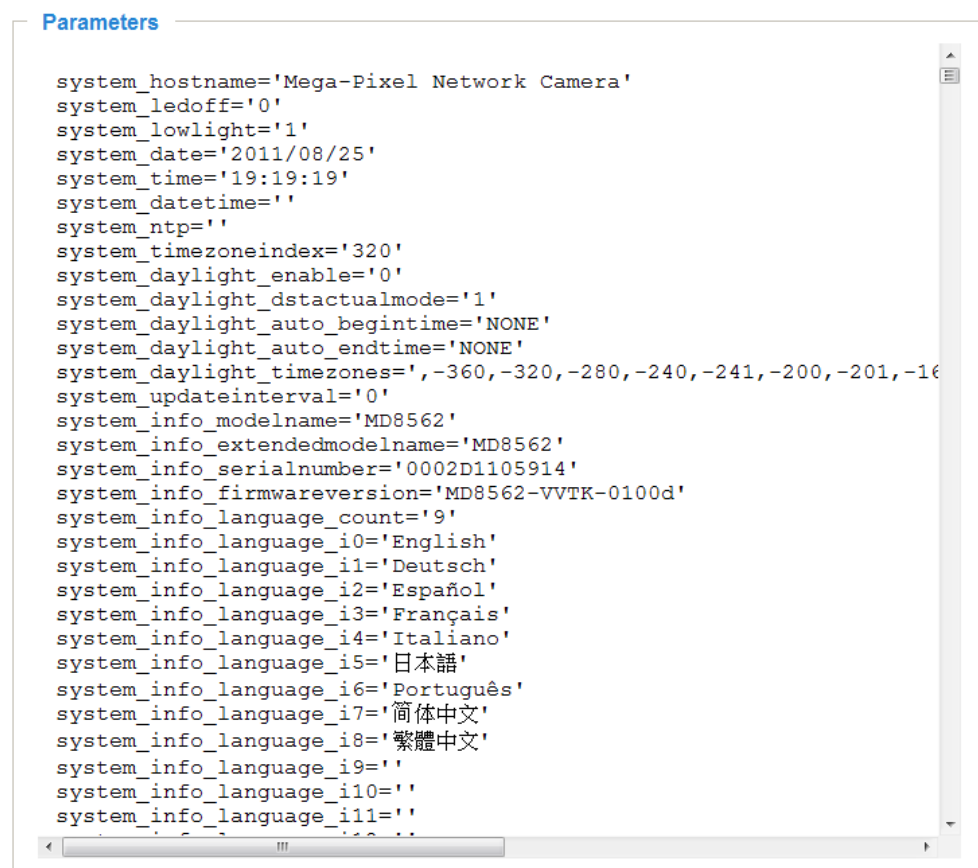 Parameters
system_hostname='Mega-Pixel Network Camera'
system_ledoff='0'
system_lowlight='1'
system_date='2011/08/25'
system_time='19:19:19'
system_datetime=''
system_ntp=''
system_timezoneindex='320'
system_daylight_enable='0'
system_daylight_dstactualmode='1'
system_daylight_auto_begintime='NONE'
system_daylight_auto_endtime='NONE'
system_daylight_timezones=',-360,-320,-280,-240,-241,-200,-201,-16
system_updateinterval='0'
system_info_modelname='MD8562'
system_info_extendedmodelname='MD8562'
system_info_serialnumber='0002D1105914'
system_info_firmwareversion='MD8562-VVTK-0100d'
system_info_language_count='9'
system_info_language_i0='English'
system_info_language_i1='Deutsch'
system_info_language_i2='Español'
system_info_language_i3='Français'
system_info_language_i4='Italiano'
system_info_language_i5='日本語'
system_info_language_i6='Português'
system_info_language_i7='简体中文'
system_info_language_i8='繁體中文'
system_info_language_i9=''
system_info_language_i10=''
system_info_language_i11=''